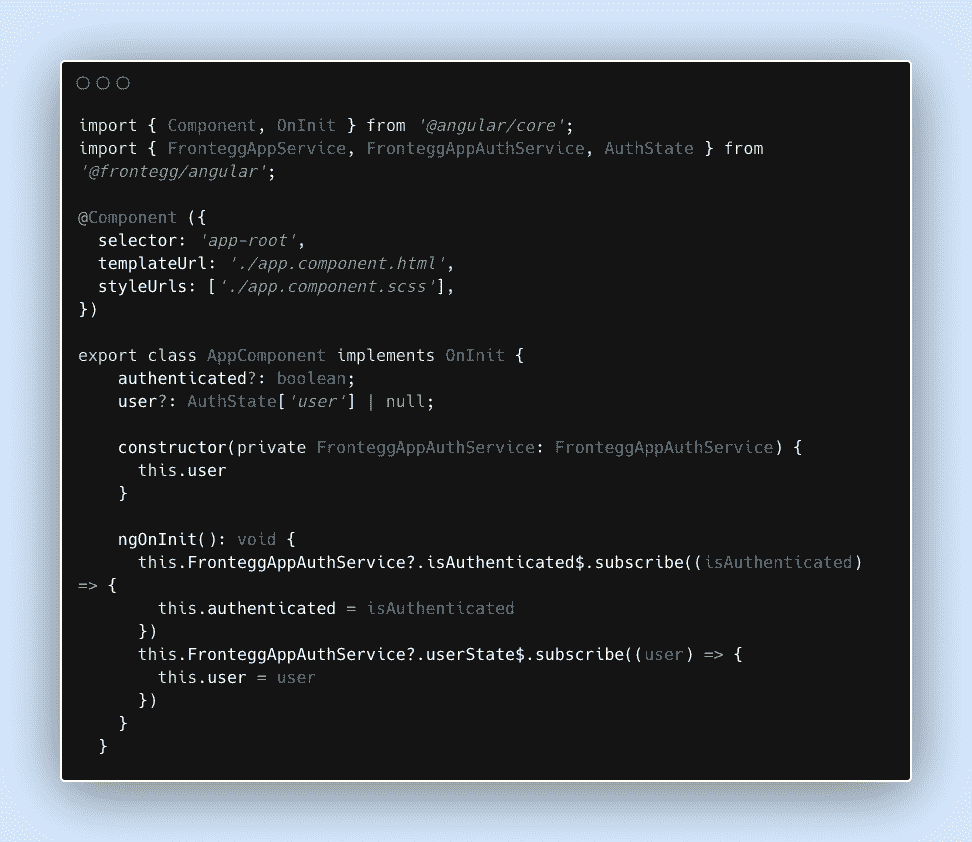 import { Component, OnInit } from '@angular/core';
import { FronteggAppService, FronteggAppAuthService, AuthState } from
'@frontegg/angular';
@Component ({
selector: 'app-root',
templateUrl: './app.component.html',
styleUrls: ['./app.component.scss'],
})
export class AppComponent implements OnInit {
authenticated?: boolean;
user?: AuthState['user'] | null;
constructor(private FronteggAppAuthService: FronteggAppAuthService) {
this.user
}
ngOnInit(): void {
this.FronteggAppAuthService?.isAuthenticated$.subscribe((isAuthenticated)
=> {
this.authenticated = isAuthenticated
})
this.FronteggAppAuthService?.userState$.subscribe((user) => {
this.user = user
})
}
}